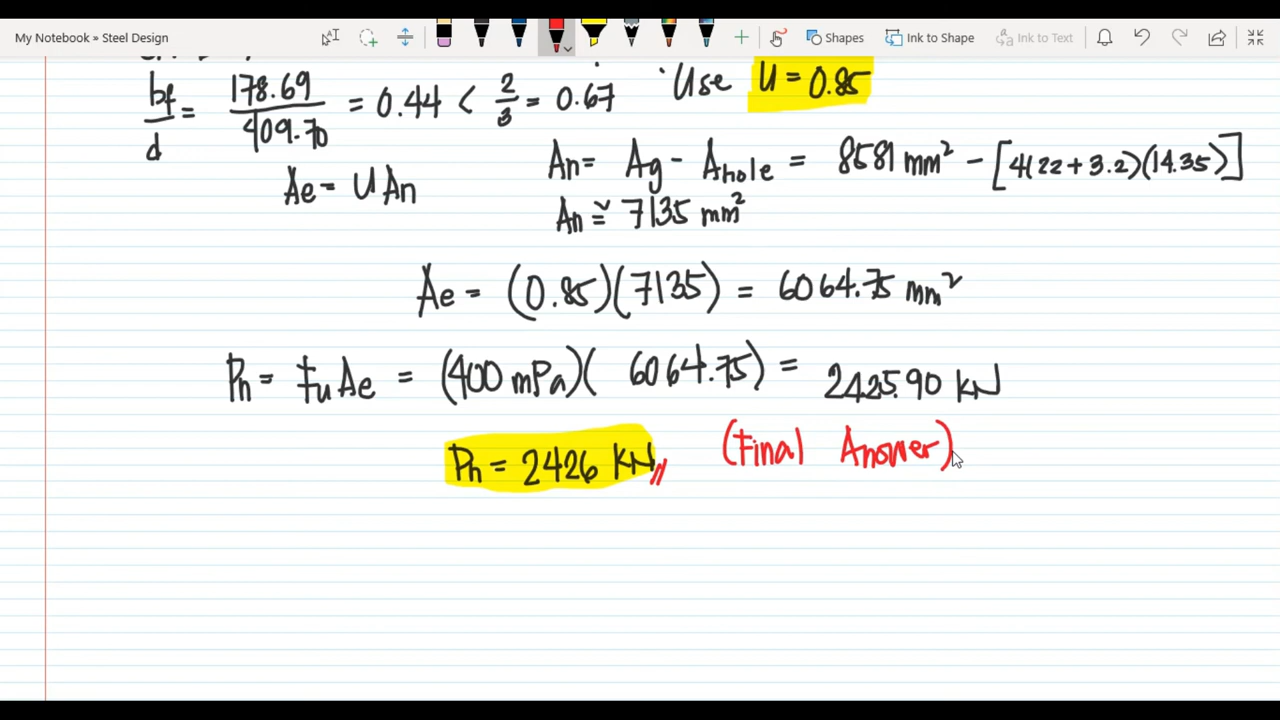 My Notebook » Steel Design
Shapes
Ink to Shape
Ink to Text
bf/d = 178.69/409.70 = 0.44 < 2/3 = 0.67 Use U = 0.85
Ae = UAn
An = Ag - Ahole = 8581 mm² - [4(22+3.2)(14.35)]
An ≅ 7135 mm²
Ae = (0.85)(7135) = 6064.75 mm²
Pn = Fu Ae = (400 mPa)( 6064.75) = 2425.90 kN
Pn = 2426 KN (Final Answer)